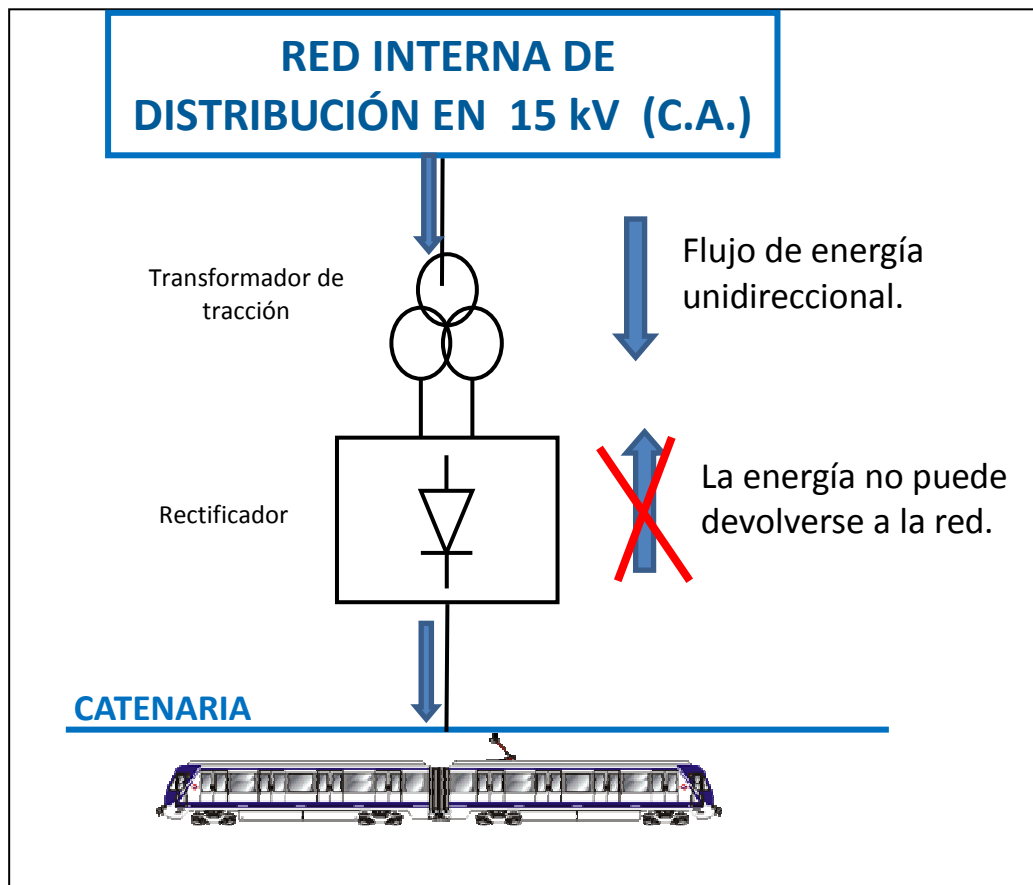 RED INTERNA DE
DISTRIBUCIÓN EN 15 kV (C.A.)
Transformador de
tracción
Flujo de energía
unidireccional.
Rectificador
La energía no puede
devolverse a la red.
CATENARIA